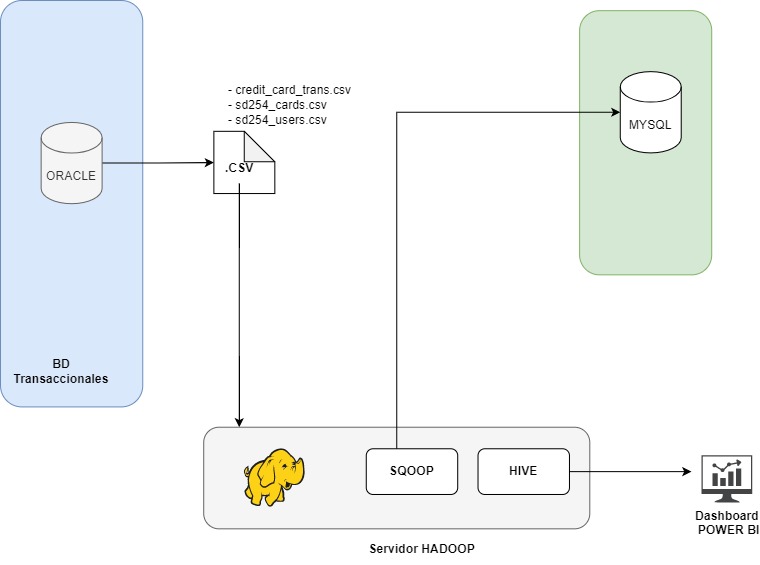 - credit_card_trans.csv
- sd254_cards.csv
- sd254_users.csv
ORACLE
.CSV
MYSQL
BD
Transaccionales
SQOOP
HIVE
Servidor HADOOP
Dashboard
POWER BI